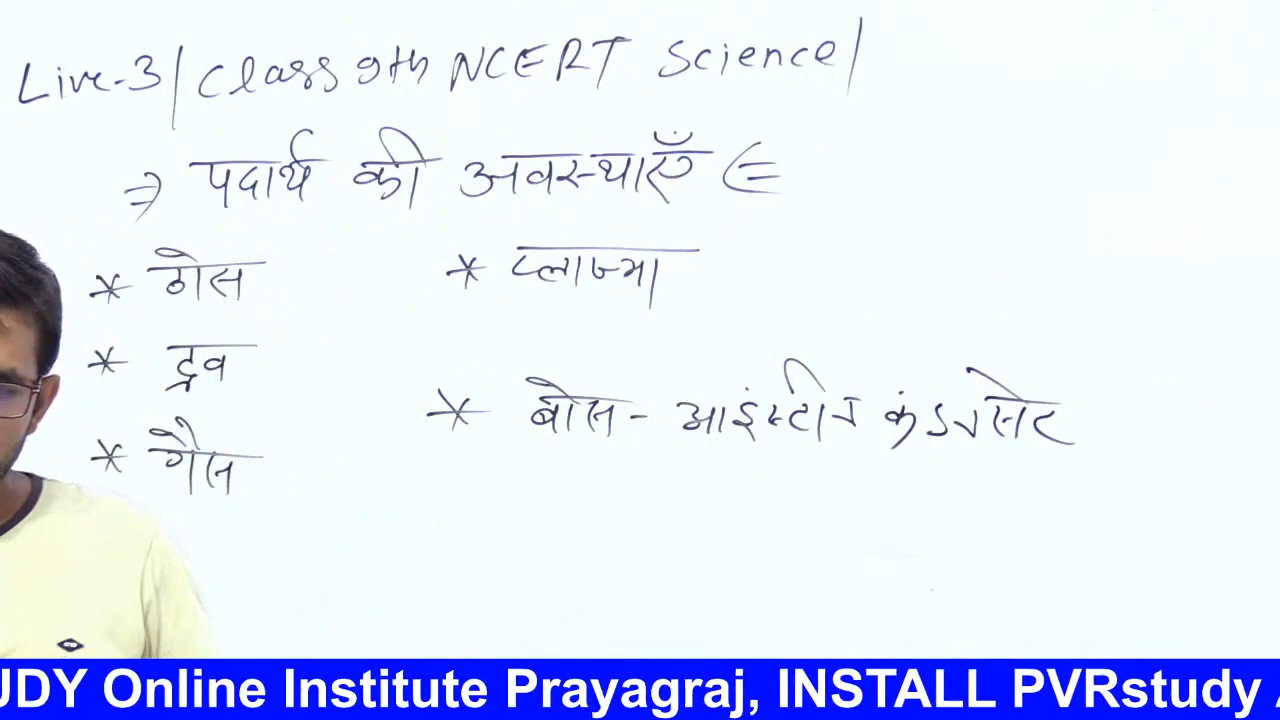 Live-3/ Class 9th NCERT Science/
⇒ पदार्थ की अवस्थाएँ ⇐
* ठोस
* प्लाज्मा
* द्रव
* बोस - आइंस्टीन कंडनसेट
* गैस
UDY Online Institute Prayagraj, INSTALL PVRstudy